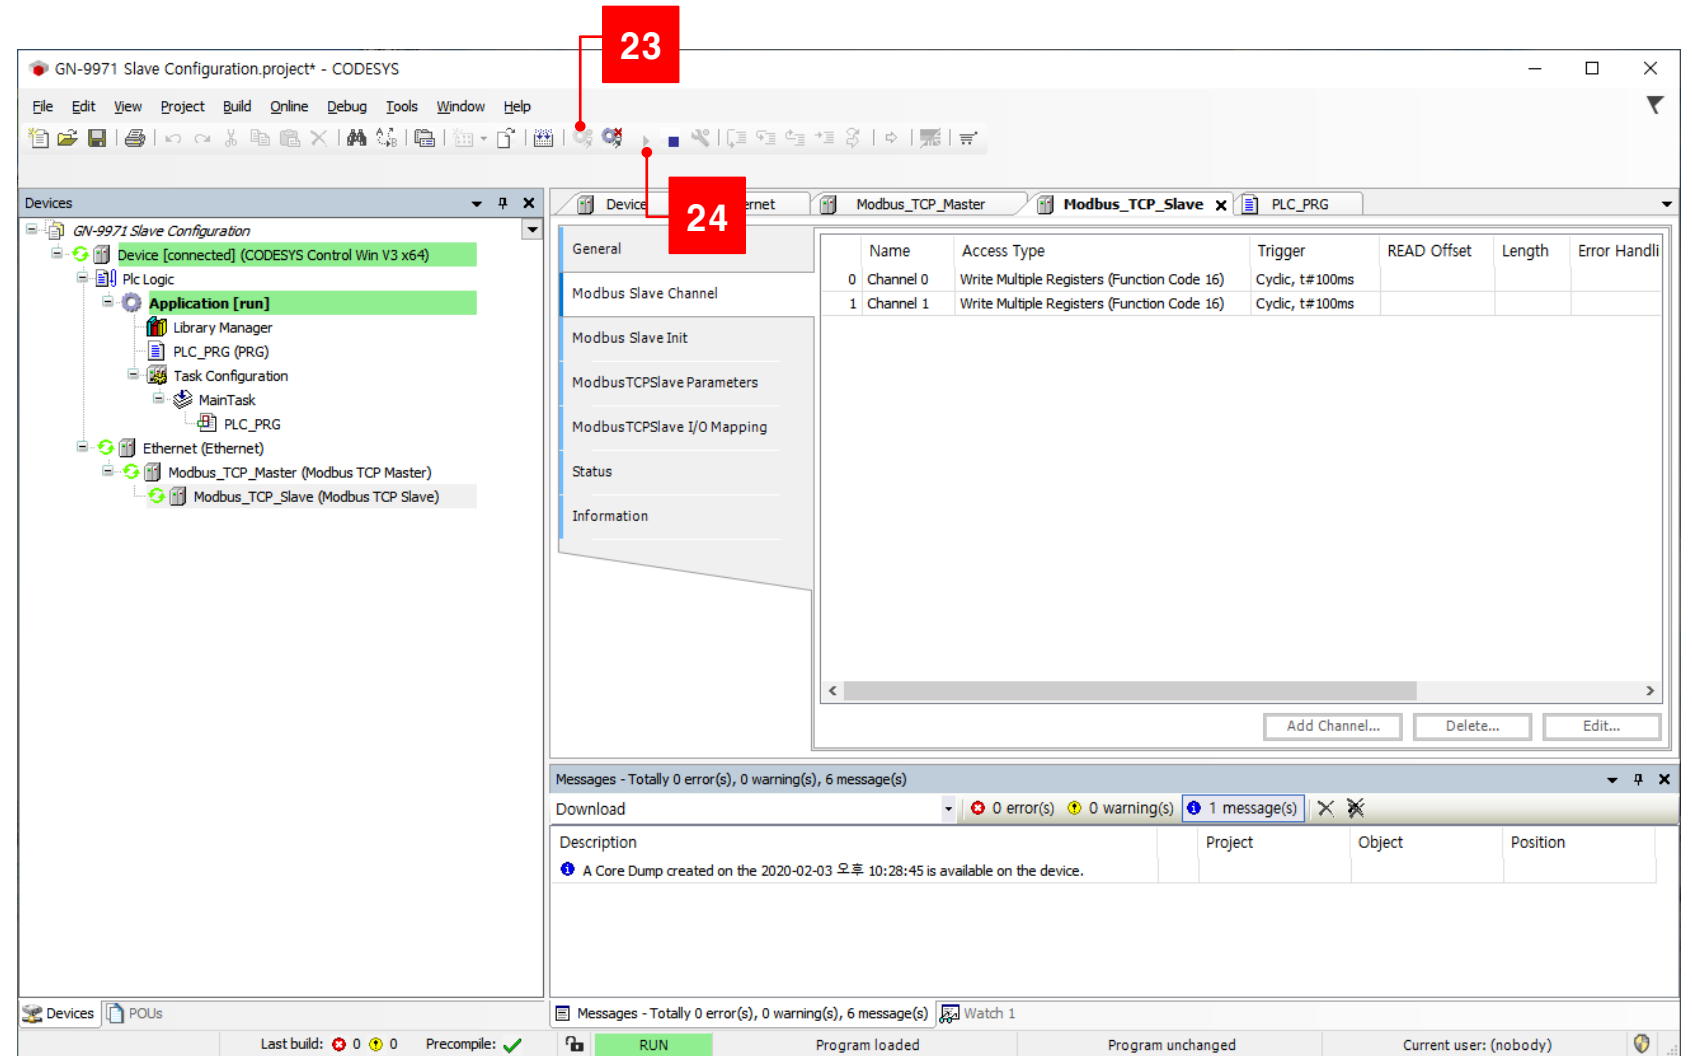 23
GN-9971 Slave Configuration.project* - CODESYS
File Edit View Project Build Online Debug Tools Window Help
24
Devices
GN-9971 Slave Configuration
Device [connected] (CODESYS Control Win V3 x64)
Plc Logic
Application [run]
Library Manager
PLC_PRG (PRG)
Task Configuration
MainTask
PLC_PRG
Ethernet (Ethernet)
Modbus_TCP_Master (Modbus TCP Master)
Modbus_TCP_Slave (Modbus TCP Slave)
Devices POUs
Device ernet Modbus_TCP_Master Modbus_TCP_Slave PLC_PRG
General
Modbus Slave Channel
Modbus Slave Init
ModbusTCPSlave Parameters
ModbusTCPSlave I/O Mapping
Status
Information
Name Access Type Trigger READ Offset Length Error Handli
0 Channel 0 Write Multiple Registers (Function Code 16) Cyclic, t#100ms
1 Channel 1 Write Multiple Registers (Function Code 16) Cyclic, t#100ms
Add Channel... Delete... Edit...
Messages - Totally 0 error(s), 0 warning(s), 6 message(s)
Download 0 error(s) 0 warning(s) 1 message(s)
Description Project Object Position
A Core Dump created on the 2020-02-03 오후 10:28:45 is available on the device.
Messages - Totally 0 error(s), 0 warning(s), 6 message(s) Watch 1
Last build: 0 0 Precompile: RUN Program loaded Program unchanged Current user: (nobody)